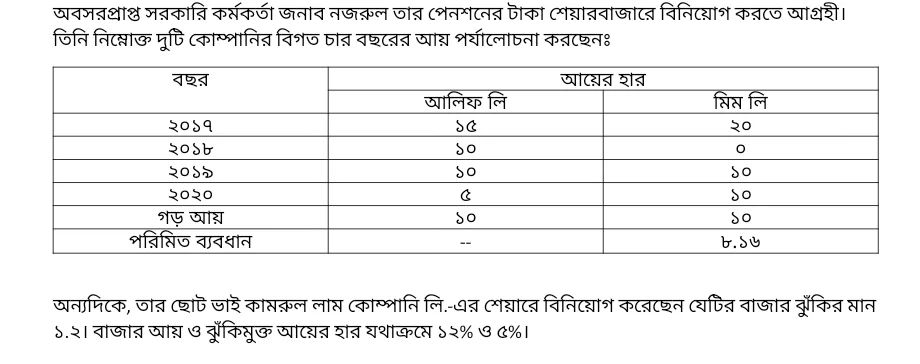 অবসরপ্রাপ্ত সরকারি কর্মকর্তা জনাব নজরুল তার পেনশনের টাকা শেয়ারবাজারে বিনিয়োগ করতে আগ্রহী।
তিনি নিম্নোক্ত দুটি কোম্পানির বিগত চার বছরের আয় পর্যালোচনা করছেনঃ
বছর আয়ের হার
আলিফ লি মিম লি
২০১৭ ১৫ ২০
২০১৮ ১০ ০
২০১৯ ১০ ১০
২০২০ ৫ ১০
গড় আয় ১০ ১০
পরিমিত ব্যবধান -- ৮.১৬
অন্যদিকে, তার ছোট ভাই কামরুল লাম কোম্পানি লি.-এর শেয়ারে বিনিয়োগ করেছেন যেটির বাজার ঝুঁকির মান
১.২। বাজার আয় ও ঝুঁকিমুক্ত আয়ের হার যথাক্রমে ১২% ও ৫%।